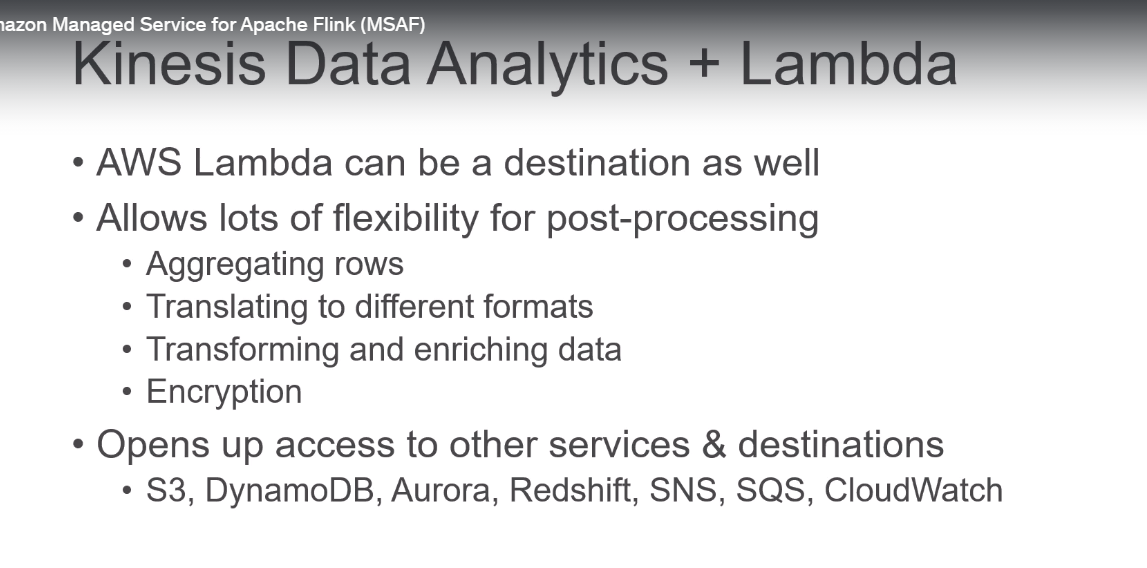 Managed Service for Apache Flink (MSAF)
Kinesis Data Analytics + Lambda
• AWS Lambda can be a destination as well
• Allows lots of flexibility for post-processing
• Aggregating rows
• Translating to different formats
• Transforming and enriching data
• Encryption
• Opens up access to other services & destinations
• S3, DynamoDB, Aurora, Redshift, SNS, SQS, CloudWatch